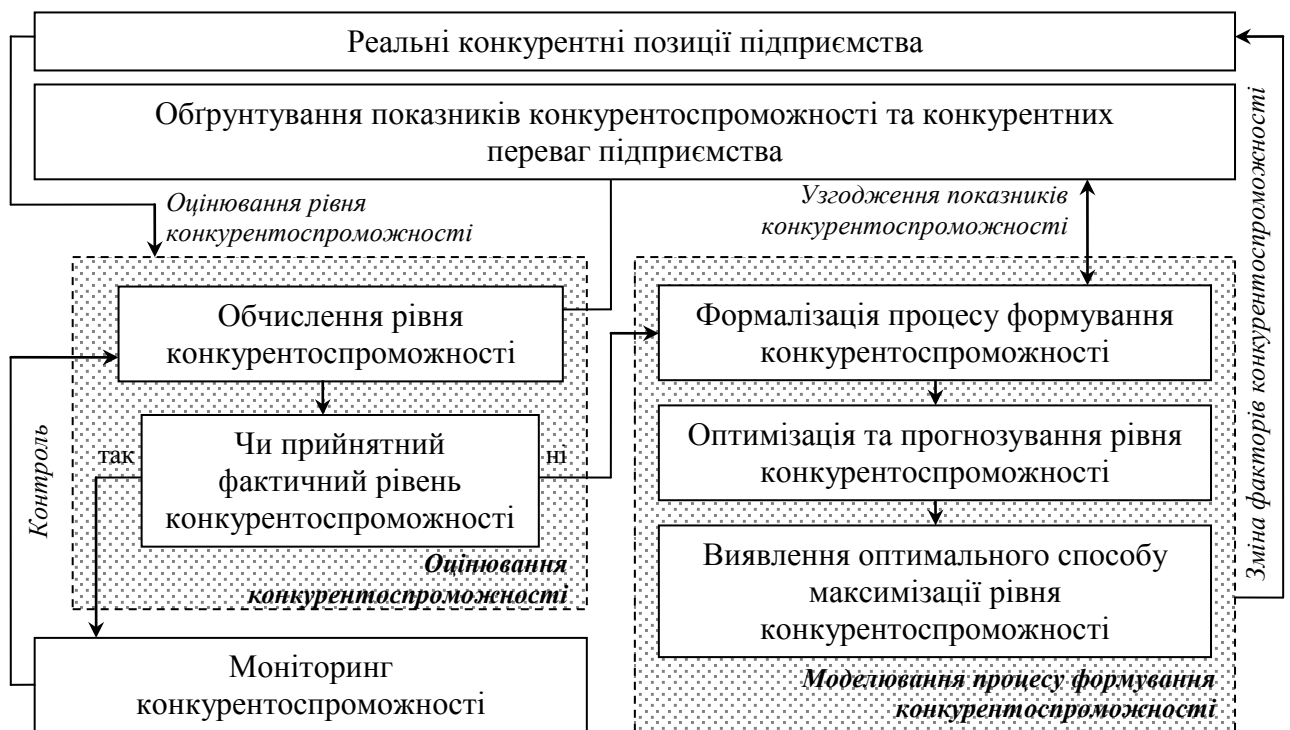 Реальні конкурентні позиції підприємства
Обґрунтування показників конкурентоспроможності та конкурентних
переваг підприємства
Оцінювання рівня
конкурентоспроможності
Узгодження показників
конкурентоспроможності
Зміна факторів конкурентоспроможності
Обчислення рівня
конкурентоспроможності
Чи прийнятний
фактичний рівень
конкурентоспроможності
так
ні
Контроль
Оцінювання
конкурентоспроможності
Моніторинг
конкурентоспроможності
Формалізація процесу формування
конкурентоспроможності
Оптимізація та прогнозування рівня
конкурентоспроможності
Виявлення оптимального способу
максимізації рівня
конкурентоспроможності
Моделювання процесу формування
конкурентоспроможності